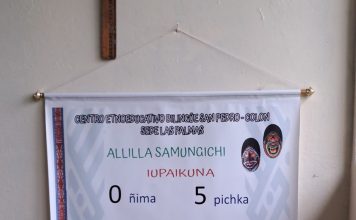 CENTRO ETNOEDUCATIVO BILINGÜE SAN PEDRO - COLON
SEDE LAS PALMAS
ALLILLA SAMUNGICHI
IUPAIKUNA
0 ñima 5 pichka